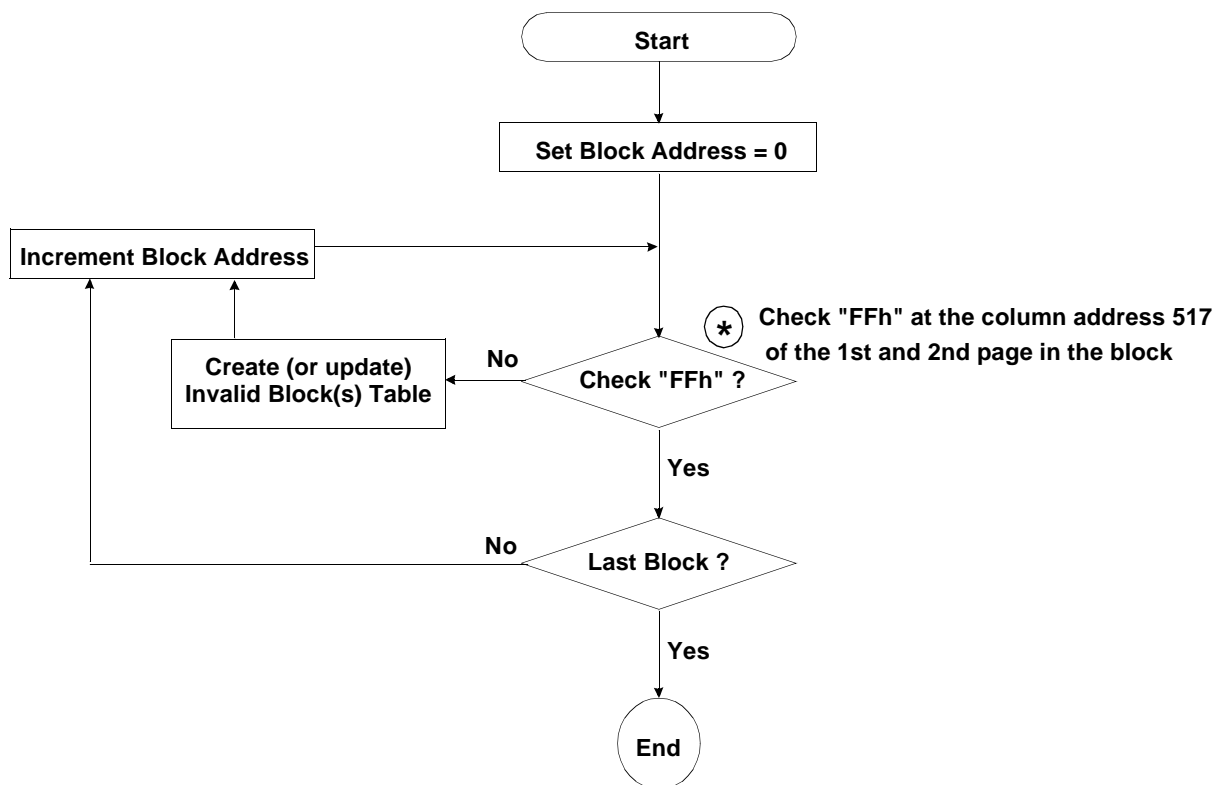 Start
Set Block Address = 0
Increment Block Address
* Check "FFh" at the column address 517
of the 1st and 2nd page in the block
No
Create (or update)
Invalid Block(s) Table
Check "FFh" ?
Yes
No
Last Block ?
Yes
End